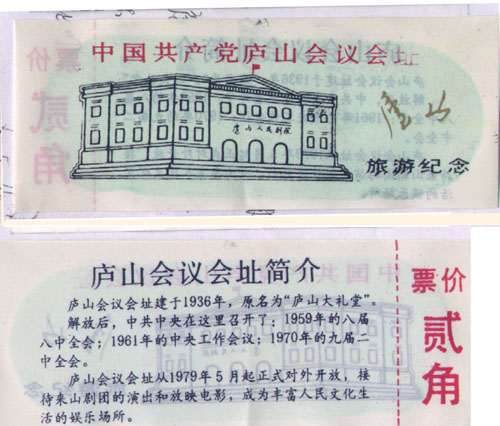 中国共产党庐山会议会址
庐山人民剧院
庐山
旅游纪念
庐山会议会址简介
庐山会议会址建于1936年，原名为“庐山大礼堂”。
解放后，中共中央在这里召开了：1959年的八届
八中全会；1961年的中央工作会议；1970年的九届二
中全会。
庐山会议会址从1979年5月起正式对外开放，接
待来山剧团的演出和放映电影，成为丰富人民文化生
活的娱乐场所。
票价
贰
角